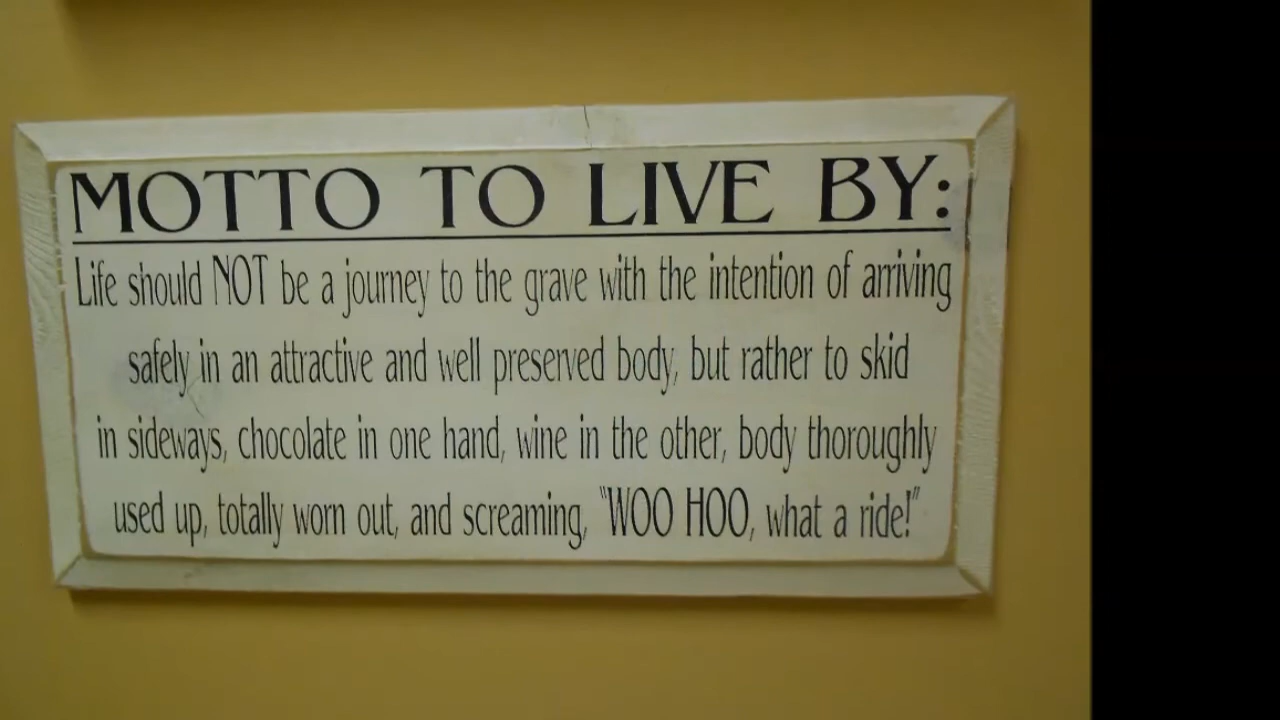 MOTTO TO LIVE BY:
Life should NOT be a journey to the grave with the intention of arriving
safely in an attractive and well preserved body, but rather to skid
in sideways, chocolate in one hand, wine in the other, body thoroughly
used up, totally worn out, and screaming, "WOO HOO, what a ride!"